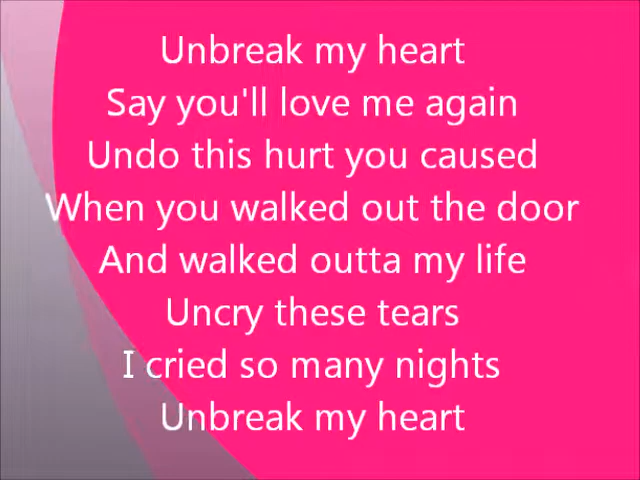 Unbreak my heart
Say you'll love me again
Undo this hurt you caused
When you walked out the door
And walked outta my life
Uncry these tears
I cried so many nights
Unbreak my heart